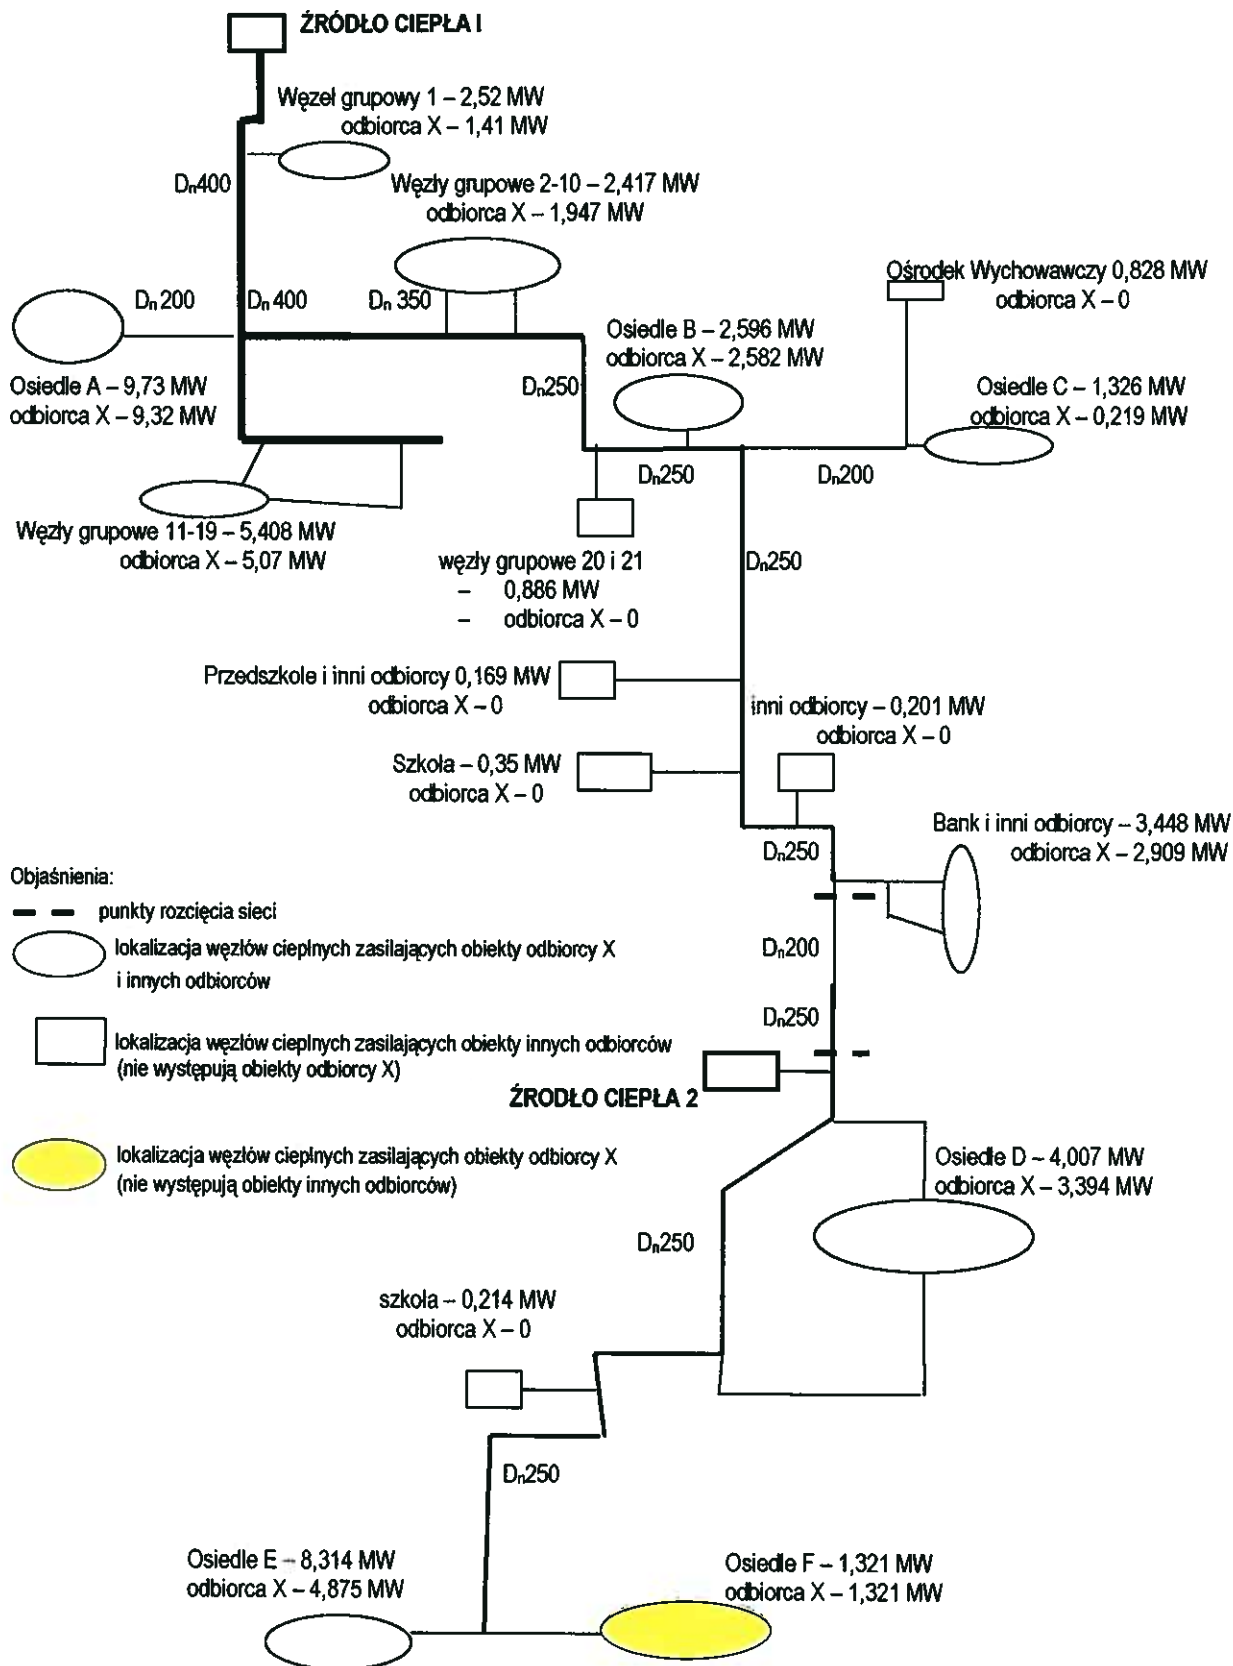 ŹRÓDŁO CIEPŁA I
Węzeł grupowy 1 – 2,52 MW
odbiorca X – 1,41 MW
Dn400
Węzły grupowe 2-10 – 2,417 MW
odbiorca X – 1,947 MW
Ośrodek Wychowawczy 0,828 MW
odbiorca X – 0
Dn 200
Dn 400
Dn 350
Osiedle B – 2,596 MW
odbiorca X – 2,582 MW
Osiedle A – 9,73 MW
odbiorca X – 9,32 MW
Dn250
Osiedle C – 1,326 MW
odbiorca X – 0,219 MW
Dn250
Dn200
Węzły grupowe 11-19 – 5,408 MW
odbiorca X – 5,07 MW
węzły grupowe 20 i 21
– 0,886 MW
– odbiorca X – 0
Dn250
Przedszkole i inni odbiorcy 0,169 MW
odbiorca X – 0
inni odbiorcy – 0,201 MW
odbiorca X – 0
Szkoła – 0,35 MW
odbiorca X – 0
Bank i inni odbiorcy – 3,448 MW
odbiorca X – 2,909 MW
Dn250
Objaśnienia:
punkty rozcięcia sieci
lokalizacja węzłów cieplnych zasilających obiekty odbiorcy X
i innych odbiorców
Dn200
Dn250
lokalizacja węzłów cieplnych zasilających obiekty innych odbiorców
(nie występują obiekty odbiorcy X)
ŹRODŁO CIEPŁA 2
lokalizacja węzłów cieplnych zasilających obiekty odbiorcy X
(nie występują obiekty innych odbiorców)
Osiedle D – 4,007 MW
odbiorca X – 3,394 MW
Dn250
szkoła – 0,214 MW
odbiorca X – 0
Dn250
Osiedle E – 8,314 MW
odbiorca X – 4,875 MW
Osiedle F – 1,321 MW
odbiorca X – 1,321 MW